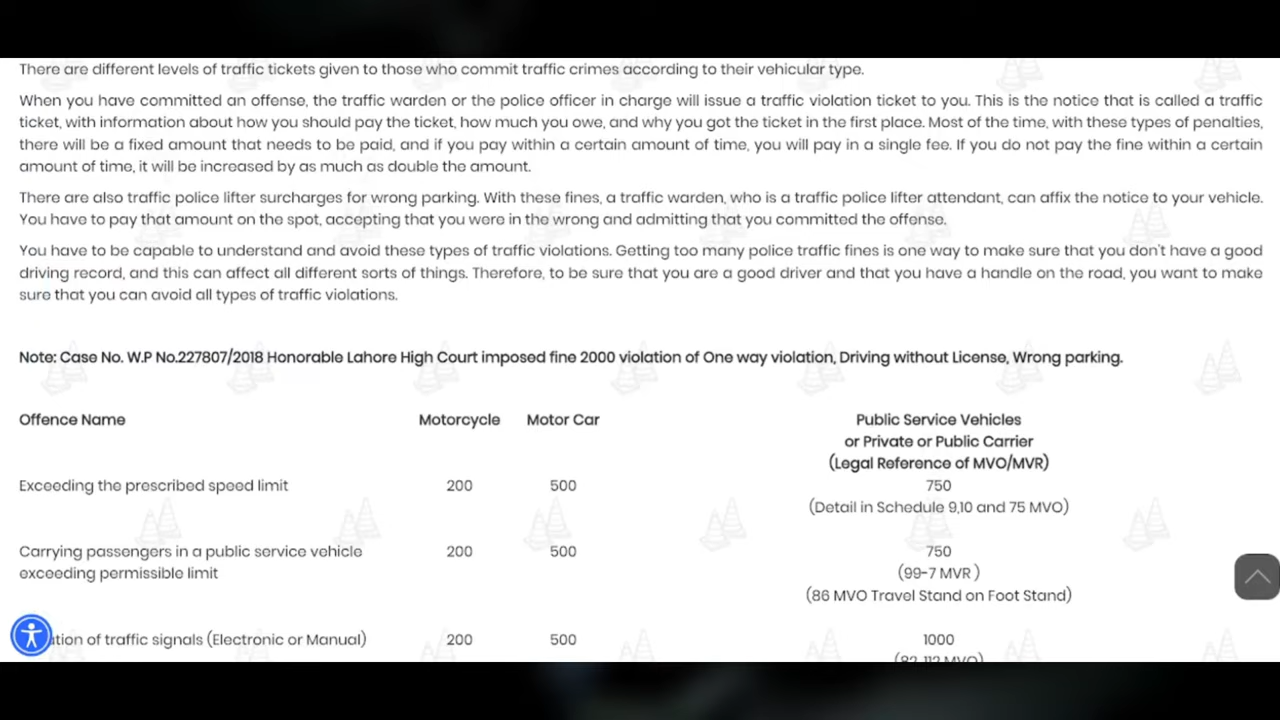 There are different levels of traffic tickets given to those who commit traffic crimes according to their vehicular type.
When you have committed an offense, the traffic warden or the police officer in charge will issue a traffic violation ticket to you. This is the notice that is called a traffic
ticket, with information about how you should pay the ticket, how much you owe, and why you got the ticket in the first place. Most of the time, with these types of penalties,
there will be a fixed amount that needs to be paid, and if you pay within a certain amount of time, you will pay in a single fee. If you do not pay the fine within a certain
amount of time, it will be increased by as much as double the amount.
There are also traffic police lifter surcharges for wrong parking. With these fines, a traffic warden, who is a traffic police lifter attendant, can affix the notice to your vehicle.
You have to pay that amount on the spot, accepting that you were in the wrong and admitting that you committed the offense.
You have to be capable to understand and avoid these types of traffic violations. Getting too many police traffic fines is one way to make sure that you don't have a good
driving record, and this can affect all different sorts of things. Therefore, to be sure that you are a good driver and that you have a handle on the road, you want to make
sure that you can avoid all types of traffic violations.
Note: Case No. W.P No.227807/2018 Honorable Lahore High Court imposed fine 2000 violation of One way violation, Driving without License, Wrong parking.
Offence Name Motorcycle Motor Car Public Service Vehicles
or Private or Public Carrier
(Legal Reference of MVO/MVR)
Exceeding the prescribed speed limit 200 500 750
(Detail in Schedule 9,10 and 75 MVO)
Carrying passengers in a public service vehicle 200 500 750
exceeding permissible limit (99-7 MVR )
(86 MVO Travel Stand on Foot Stand)
of traffic signals (Electronic or Manual) 200 500 1000